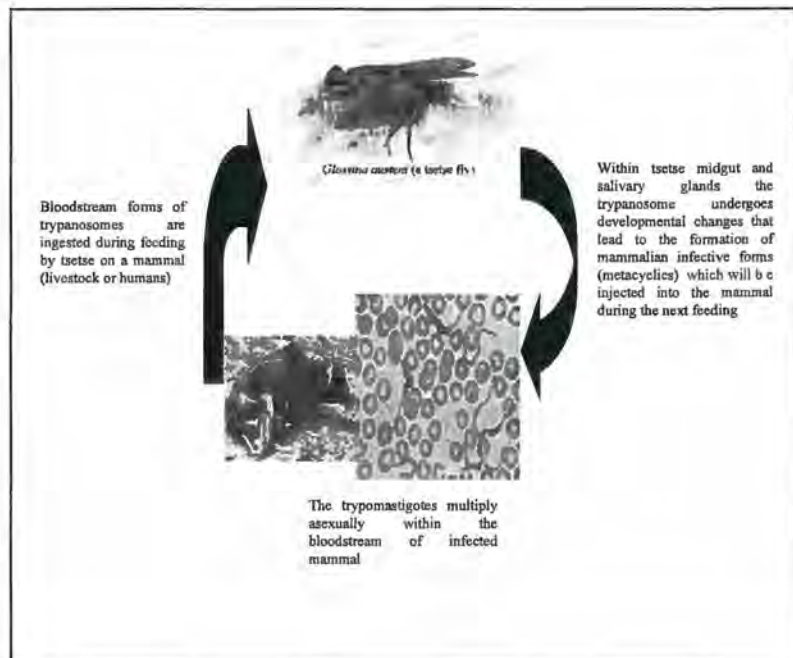 Glossina austeni (a tsetse fly)
Bloodstream forms of
trypanosomes are
ingested during feeding
by tsetse on a mammal
(livestock or humans)
Within tsetse midgut and
salivary glands the
trypanosome undergoes
developmental changes that
lead to the formation of
mammalian infective forms
(metacyclics) which will be
injected into the mammal
during the next feeding
The trypomastigotes multiply
asexually within the
bloodstream of infected
mammal